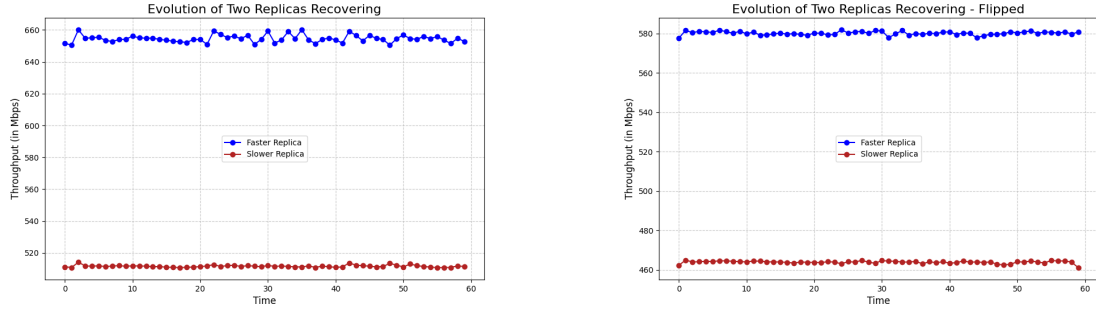 Evolution of Two Replicas Recovering
660
640
620
600
580
560
540
520
Throughput (in Mbps)
Faster Replica
Slower Replica
0
10
20
30
40
50
60
Time
Evolution of Two Replicas Recovering - Flipped
580
560
540
520
500
480
460
Throughput (in Mbps)
Faster Replica
Slower Replica
0
10
20
30
40
50
60
Time